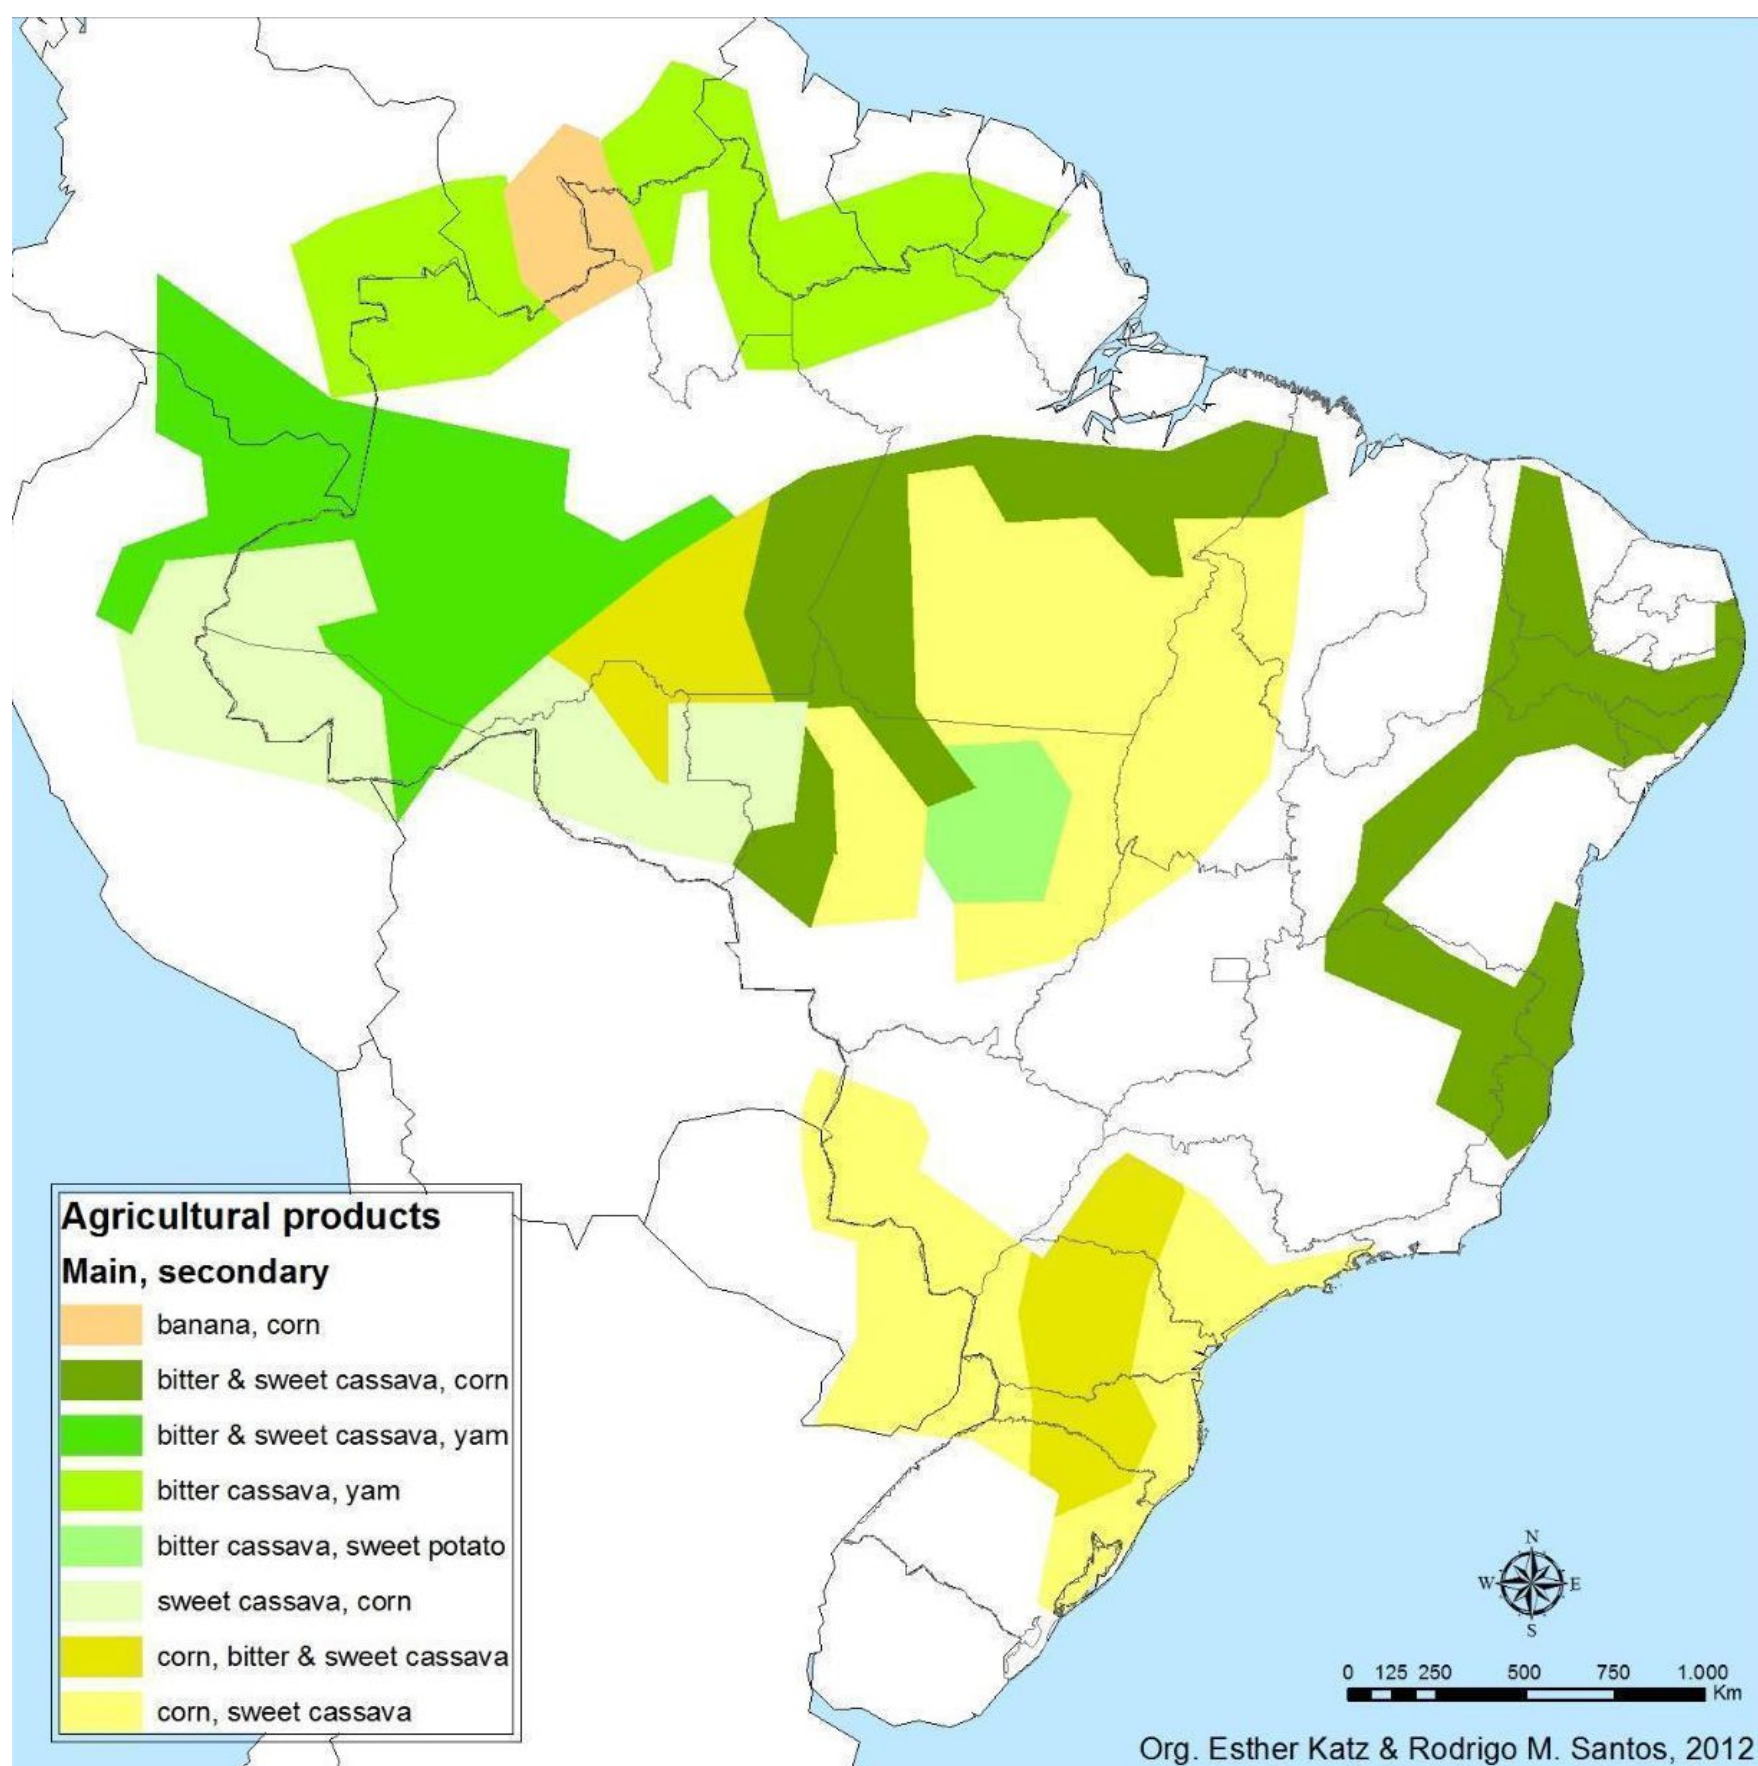 Agricultural products
Main, secondary
banana, corn
bitter & sweet cassava, corn
bitter & sweet cassava, yam
bitter cassava, yam
bitter cassava, sweet potato
sweet cassava, corn
corn, bitter & sweet cassava
corn, sweet cassava
N
W E
S
0 125 250 500 750 1.000
Km
Org. Esther Katz & Rodrigo M. Santos, 2012